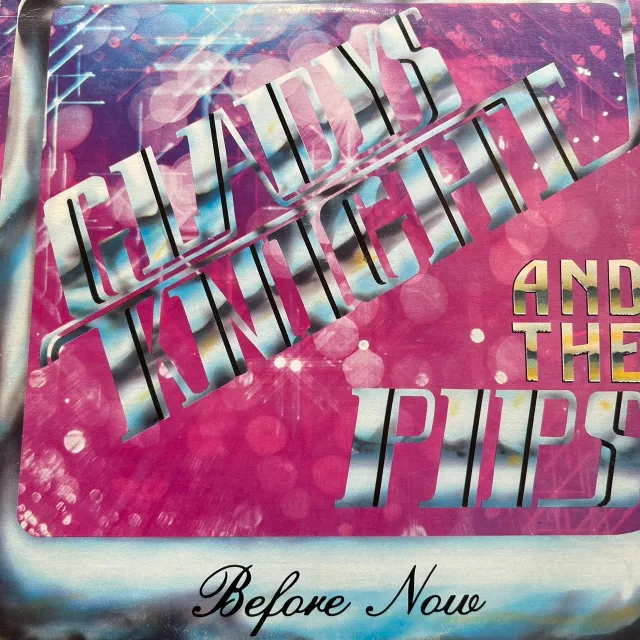 GLADYS
KNIGHT
AND
THE
PIPS
Before Now